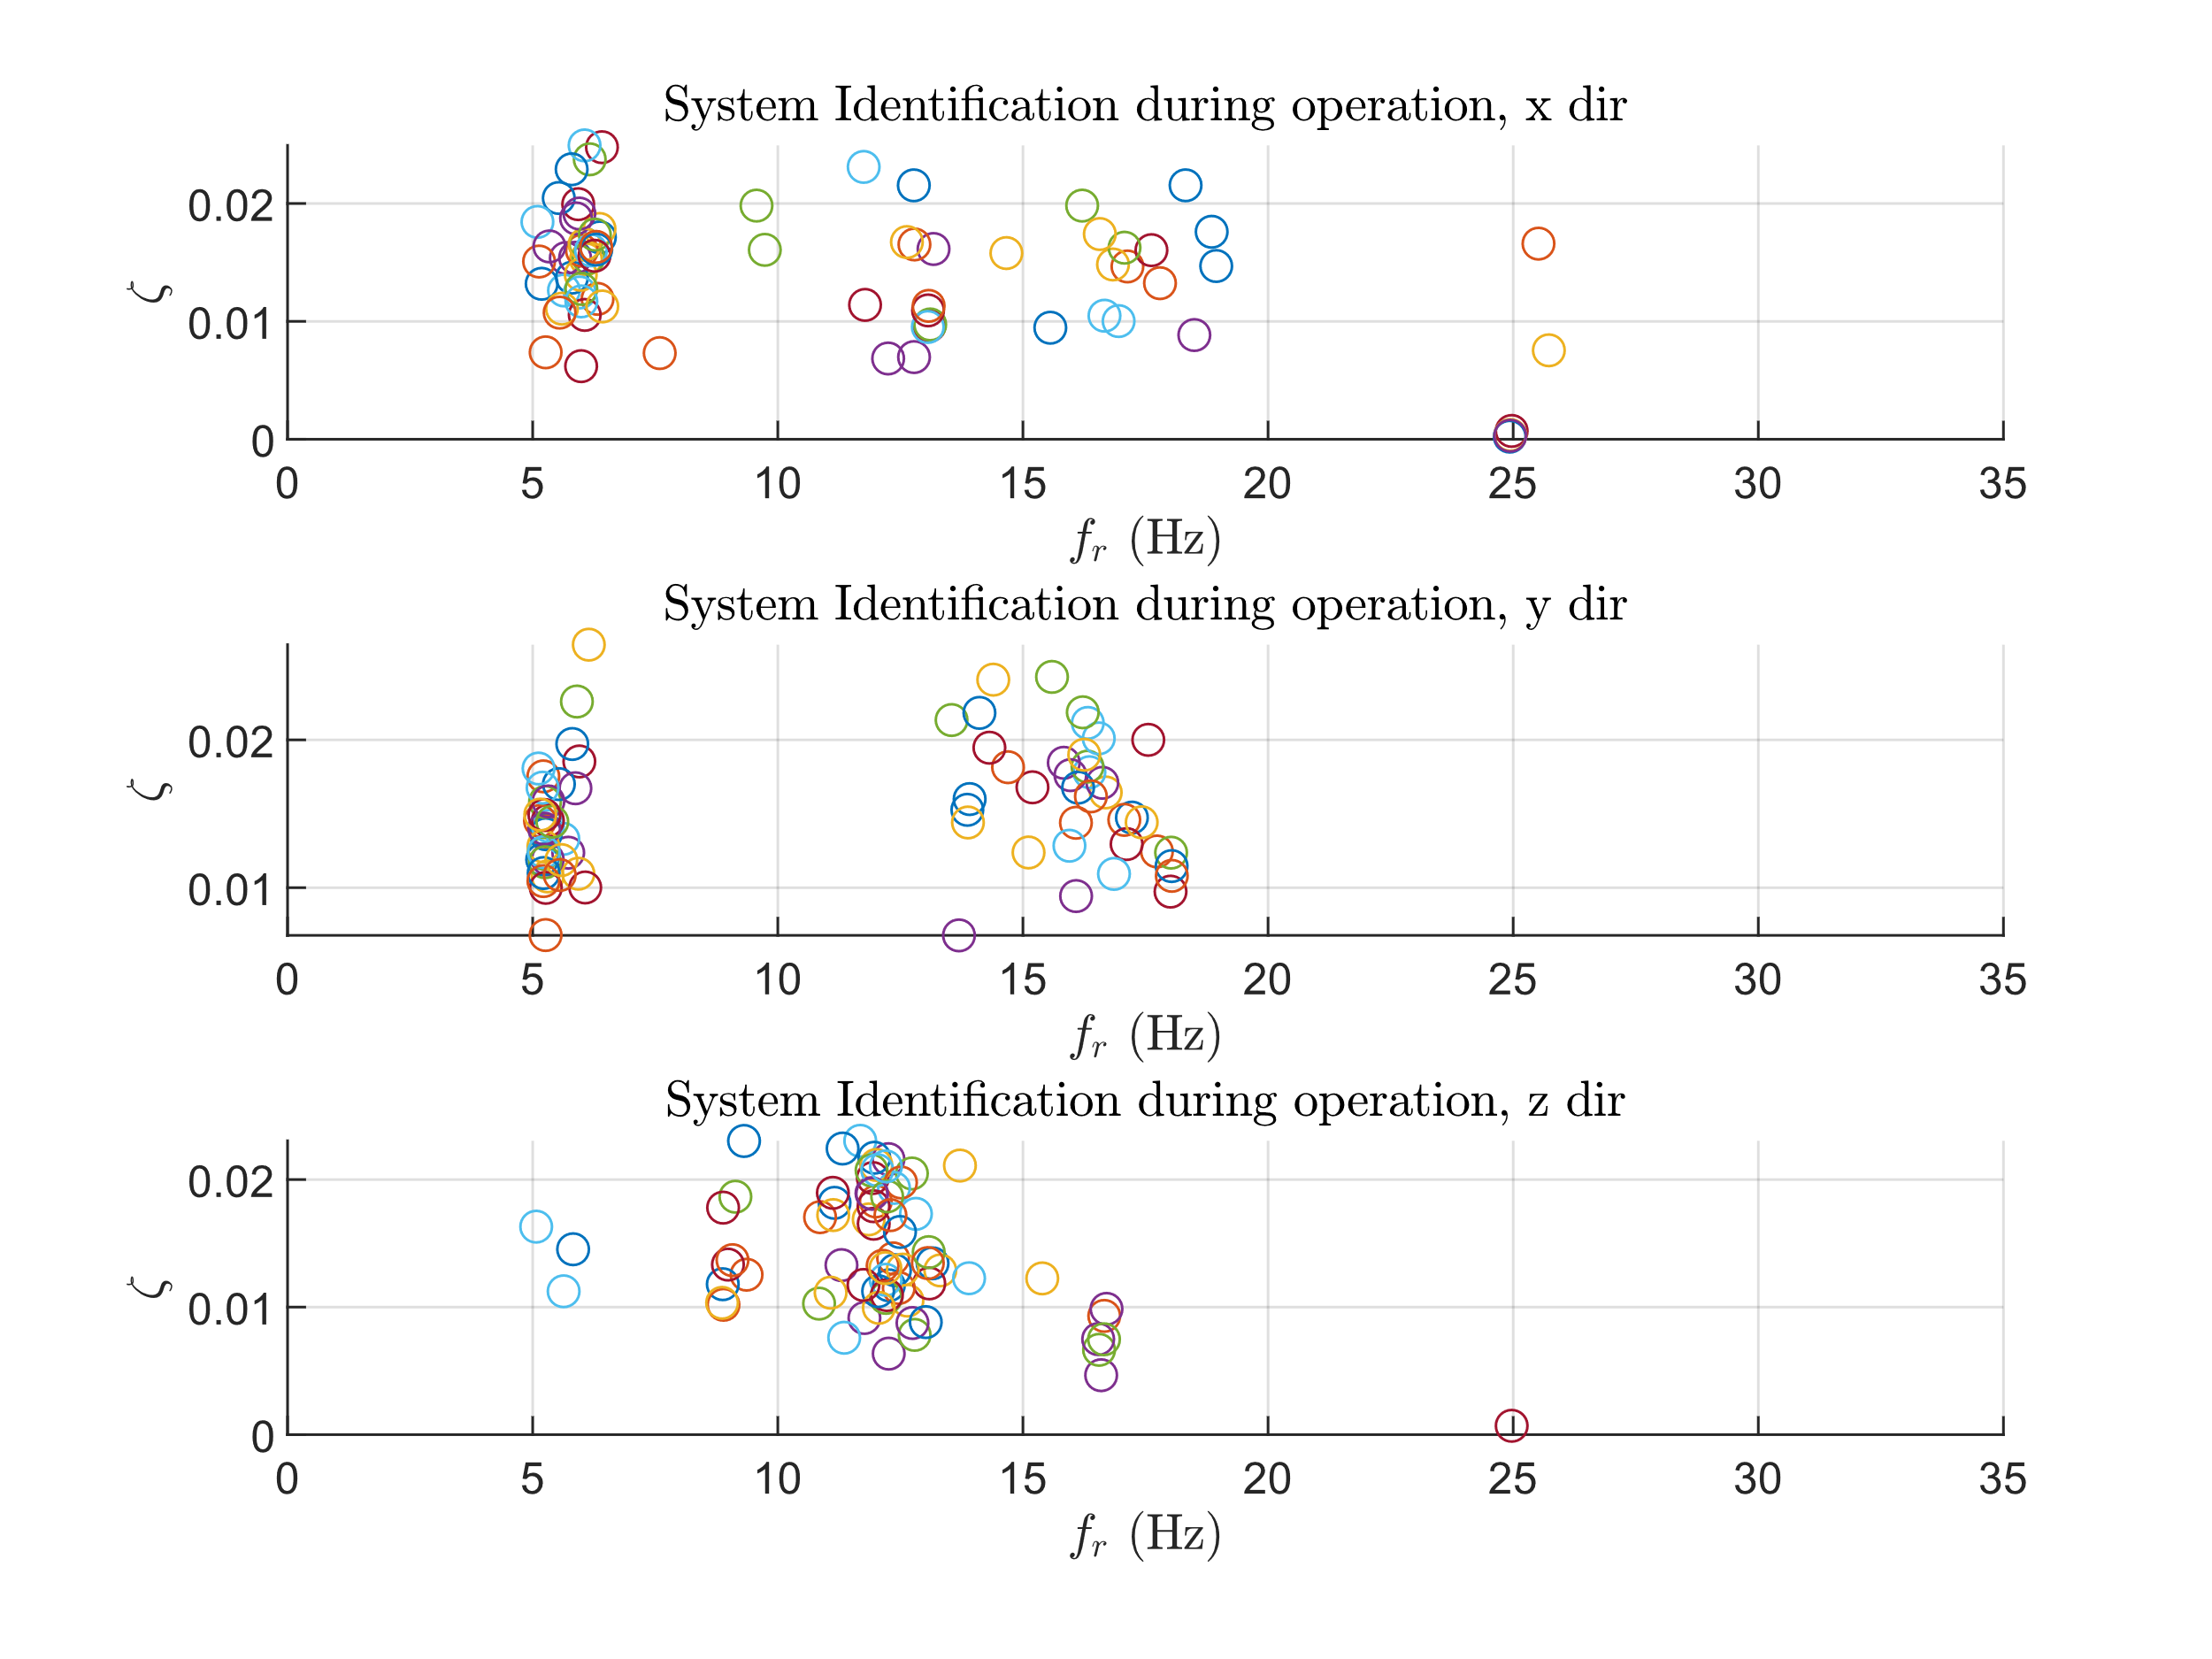 System Identification during operation, x dir
0.02
0.01
0
ζ
0 5 10 15 20 25 30 35
f_r (Hz)
System Identification during operation, y dir
0.02
0.01
ζ
0 5 10 15 20 25 30 35
f_r (Hz)
System Identification during operation, z dir
0.02
0.01
0
ζ
0 5 10 15 20 25 30 35
f_r (Hz)